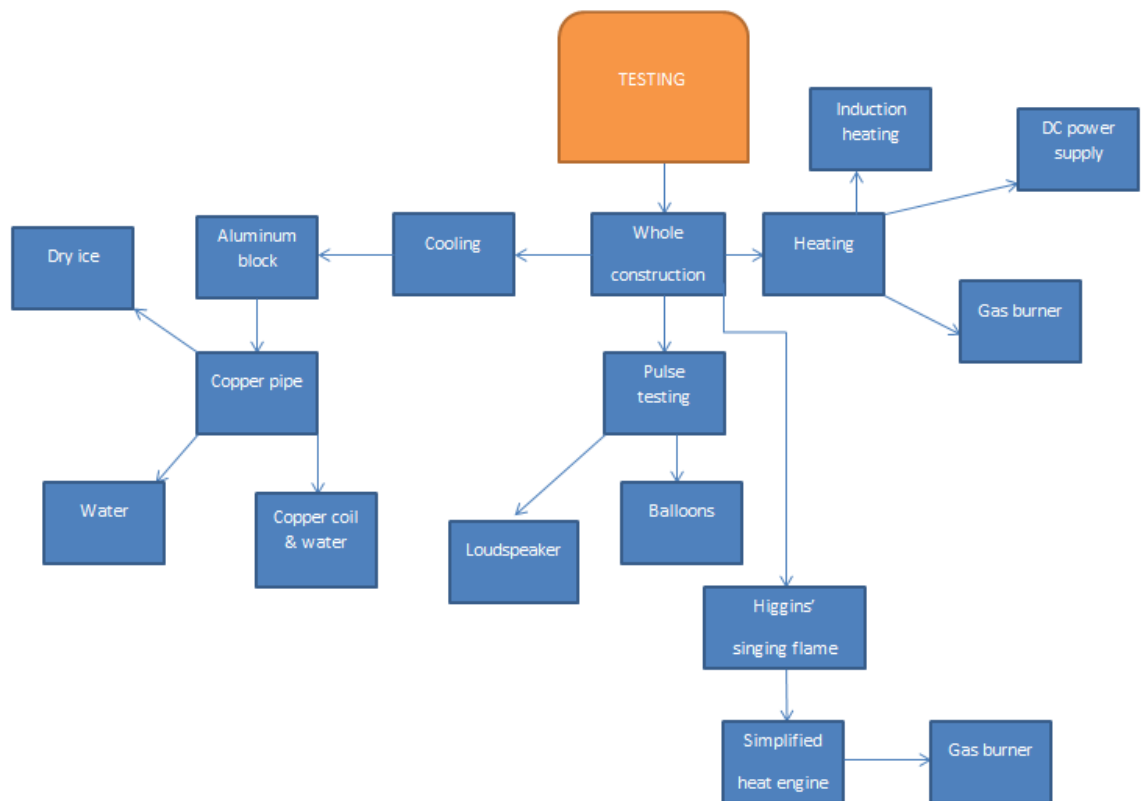 TESTING
Induction
heating
DC power
supply
Dry ice
Aluminum
block
Cooling
Whole
construction
Heating
Gas burner
Copper pipe
Pulse
testing
Water
Copper coil
& water
Loudspeaker
Balloons
Higgins’
singing flame
Simplified
heat engine
Gas burner